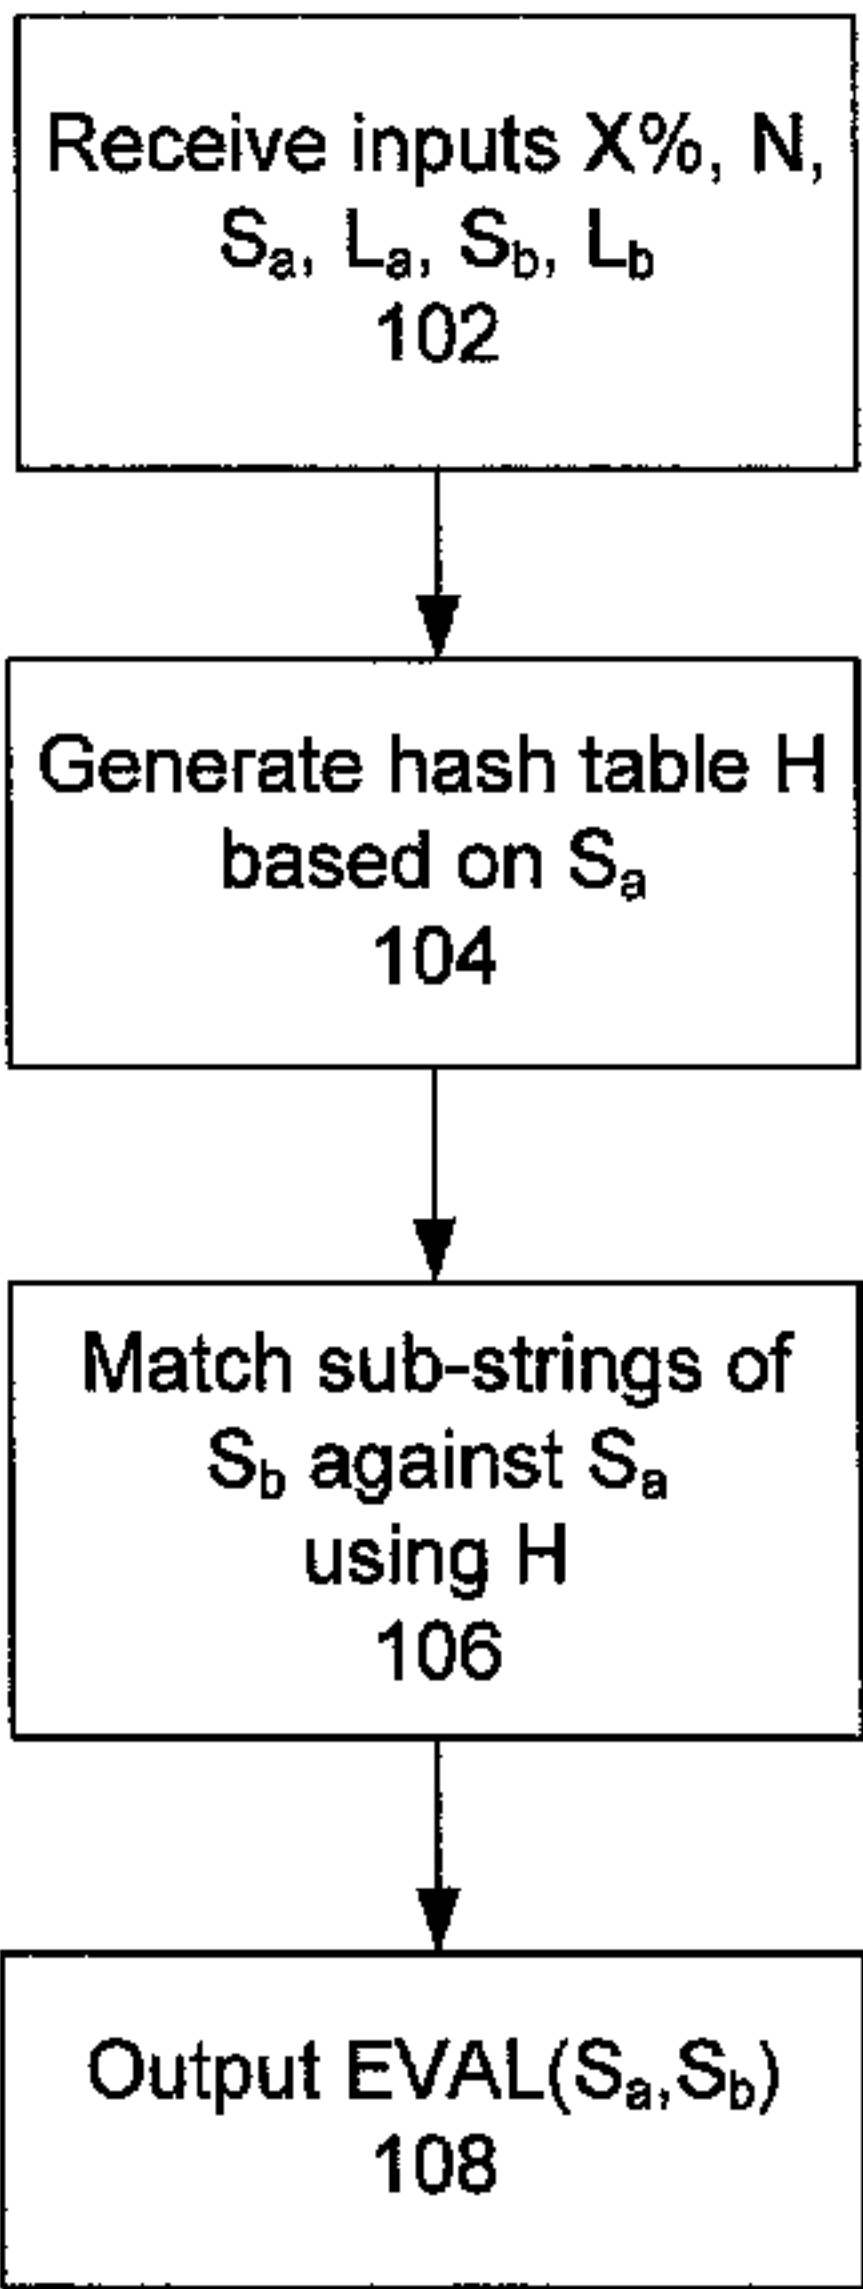 Receive inputs X%, N,
Sa, La, Sb, Lb
102
Generate hash table H
based on Sa
104
Match sub-strings of
Sb against Sa
using H
106
Output EVAL(Sa,Sb)
108